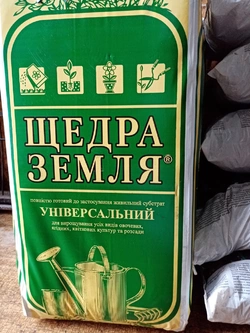 ЩЕДРА
ЗЕМЛЯ®
повністю готовий до застосування живильний субстрат
УНІВЕРСАЛЬНИЙ
для вирощування усіх видів овочевих,
ягідних, квіткових культур та розсади